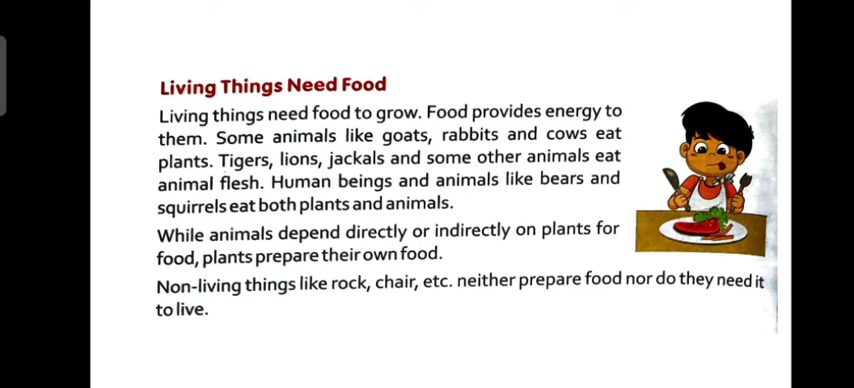 Living Things Need Food
Living things need food to grow. Food provides energy to
them. Some animals like goats, rabbits and cows eat
plants. Tigers, lions, jackals and some other animals eat
animal flesh. Human beings and animals like bears and
squirrels eat both plants and animals.
While animals depend directly or indirectly on plants for
food, plants prepare their own food.
Non-living things like rock, chair, etc. neither prepare food nor do they need it
to live.